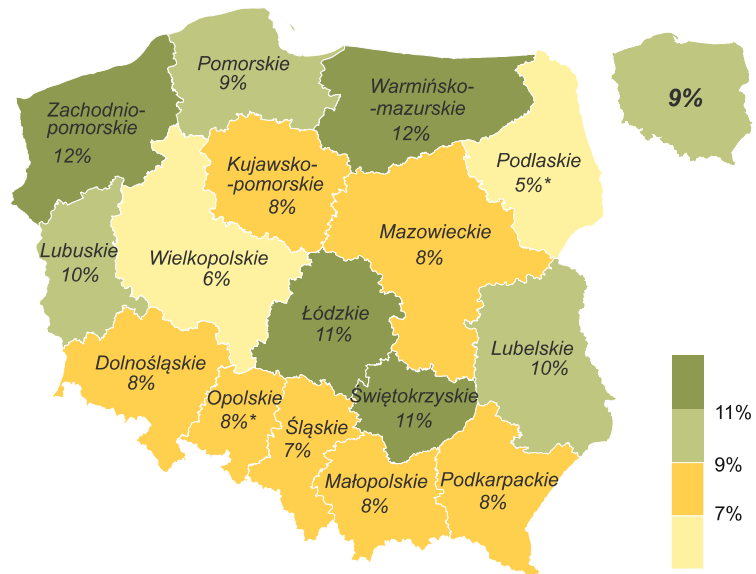 Pomorskie
9%
Warmińsko-
-mazurskie
12%
9%
Zachodnio-
pomorskie
12%
Podlaskie
5%*
Kujawsko-
-pomorskie
8%
Mazowieckie
8%
Lubuskie
10%
Wielkopolskie
6%
Łódzkie
11%
Lubelskie
10%
Dolnośląskie
8%
Opolskie
8%*
Śląskie
7%
Świętokrzyskie
11%
Małopolskie
8%
Podkarpackie
8%
11%
9%
7%